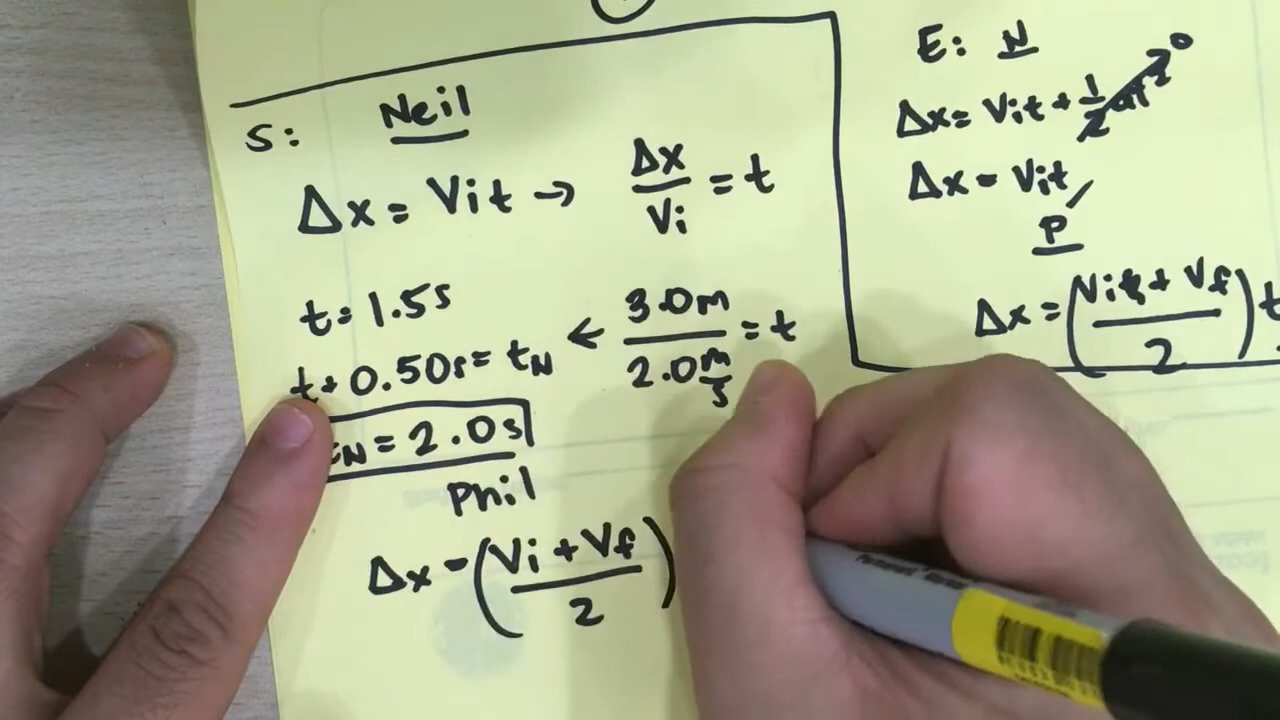 S: Neil
Δx = Vit → Δx/Vi = t
3.0m/2.0m/s = t
← t = 1.5s
t + 0.50s = tN
tN = 2.0s
Phil
Δx = (Vi + Vf / 2)
E: N
Δx = Vit + 1/2 at² 0
Δx = Vit
P
Δx = (Vi + Vf / 2) t